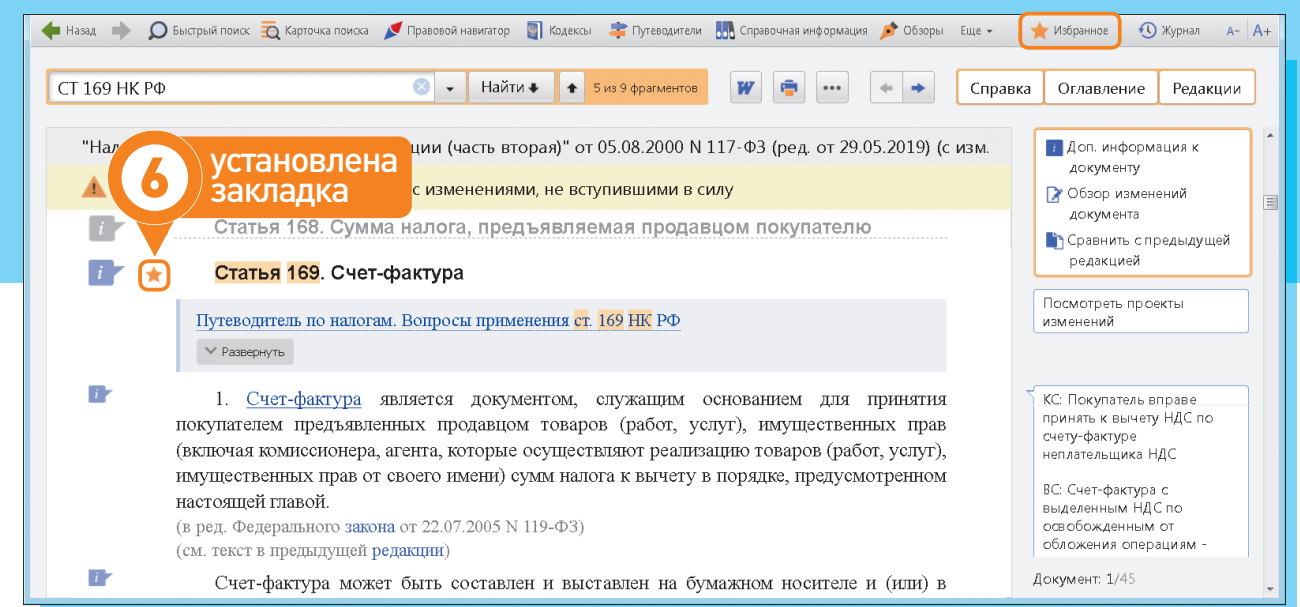 Назад Быстрый поиск Карточка поиска Правовой навигатор Кодексы Путеводители Справочная информация Обзоры Еще Избранное Журнал А- А+
СТ 169 НК РФ Найти 5 из 9 фрагментов W Справка Оглавление Редакции
"На ции (часть вторая)" от 05.08.2000 N 117-ФЗ (ред. от 29.05.2019) (с изм.
6 установлена
закладка
с изменениями, не вступившими в силу
Статья 168. Сумма налога, предъявляемая продавцом покупателю
Статья 169. Счет-фактура
Путеводитель по налогам. Вопросы применения ст. 169 НК РФ
Развернуть
1. Счет-фактура является документом, служащим основанием для принятия
покупателем предъявленных продавцом товаров (работ, услуг), имущественных прав
(включая комиссионера, агента, которые осуществляют реализацию товаров (работ, услуг),
имущественных прав от своего имени) сумм налога к вычету в порядке, предусмотренном
настоящей главой.
(в ред. Федерального закона от 22.07.2005 N 119-ФЗ)
(см. текст в предыдущей редакции)
Счет-фактура может быть составлен и выставлен на бумажном носителе и (или) в
Доп. информация к
документу
Обзор изменений
документа
Сравнить с предыдущей
редакцией
Посмотреть проекты
изменений
КС: Покупатель вправе
принять к вычету НДС по
счету-фактуре
неплательщика НДС
ВС: Счет-фактура с
выделенным НДС по
освобожденным от
обложения операциям -
Документ: 1/45